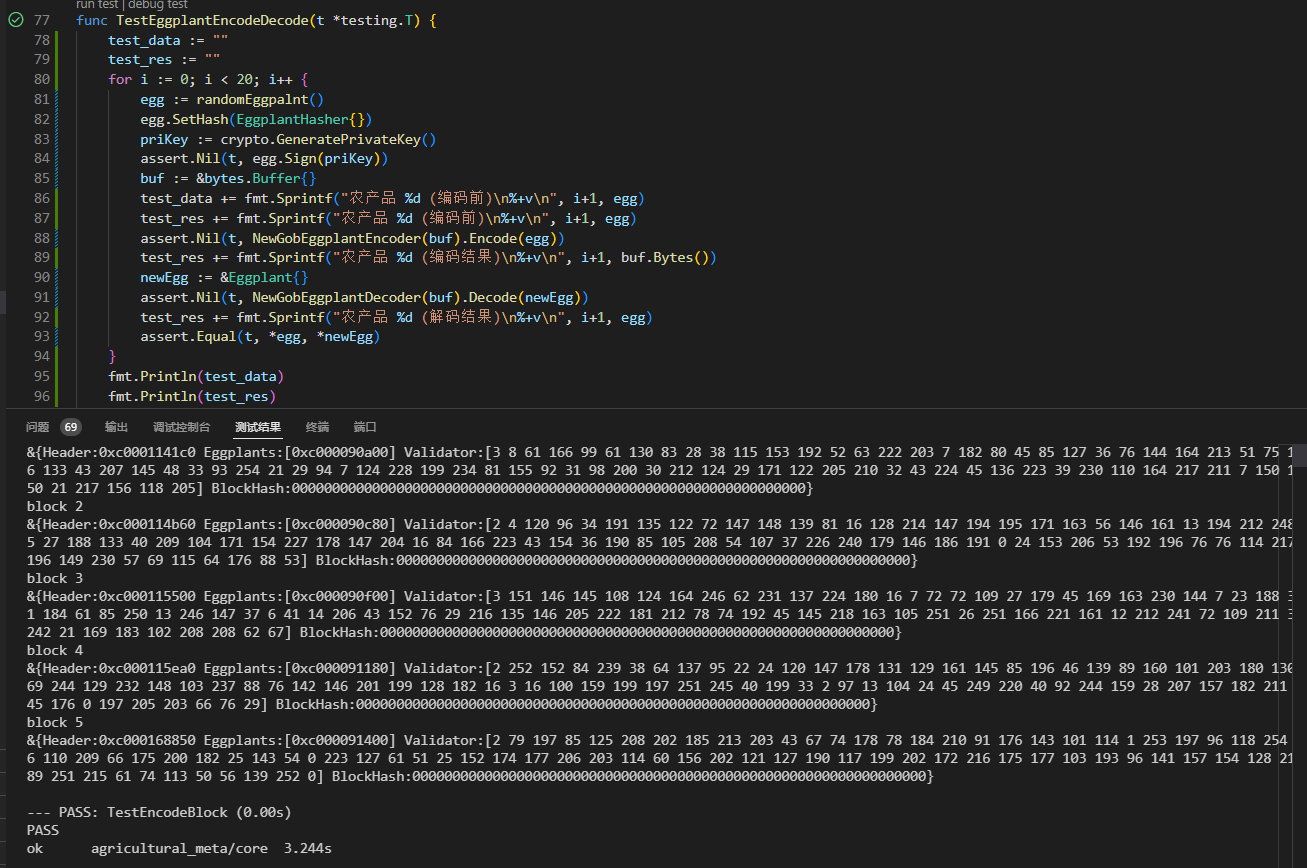 run test | debug test
77 func TestEggplantEncodeDecode(t *testing.T) {
78 test_data := ""
79 test_res := ""
80 for i := 0; i < 20; i++ {
81 egg := randomEggpalnt()
82 egg.SetHash(EggplantHasher{})
83 priKey := crypto.GeneratePrivateKey()
84 assert.Nil(t, egg.Sign(priKey))
85 buf := &bytes.Buffer{}
86 test_data += fmt.Sprintf("农产品 %d (编码前)\n%+v\n", i+1, egg)
87 test_res += fmt.Sprintf("农产品 %d (编码前)\n%+v\n", i+1, egg)
88 assert.Nil(t, NewGobEggplantEncoder(buf).Encode(egg))
89 test_res += fmt.Sprintf("农产品 %d (编码结果)\n%+v\n", i+1, buf.Bytes())
90 newEgg := &Eggplant{}
91 assert.Nil(t, NewGobEggplantDecoder(buf).Decode(newEgg))
92 test_res += fmt.Sprintf("农产品 %d (解码结果)\n%+v\n", i+1, egg)
93 assert.Equal(t, *egg, *newEgg)
94 }
95 fmt.Println(test_data)
96 fmt.Println(test_res)
问题 69 输出 调试控制台 测试结果 终端 端口
&{Header:0xc0001141c0 Eggplants:[0xc000090a00] Validator:[3 8 61 166 99 61 130 83 28 38 115 153 192 52 63 222 203 7 182 80 45 85 127 36 76 144 164 213 51 75
6 133 43 207 145 48 33 93 254 21 29 94 7 124 228 199 234 81 155 92 31 98 200 30 212 124 29 171 122 205 210 32 43 224 45 136 223 39 230 110 164 217 211 7 150
50 21 217 156 118 205] BlockHash:0000000000000000000000000000000000000000000000000000000000000000}
block 2
&{Header:0xc000114b60 Eggplants:[0xc000090c80] Validator:[2 4 120 96 34 191 135 122 72 147 148 139 81 16 128 214 147 194 195 171 163 56 146 161 13 194 212
5 27 188 133 40 209 104 171 154 227 178 147 204 16 84 166 223 43 154 36 190 85 105 208 54 107 37 226 240 179 146 186 191 0 24 153 206 53 192 196 76 76 114
196 149 230 57 69 115 64 176 88 53] BlockHash:0000000000000000000000000000000000000000000000000000000000000000}
block 3
&{Header:0xc000115500 Eggplants:[0xc000090f00] Validator:[3 151 146 145 108 124 164 246 62 231 137 224 180 16 7 72 72 109 27 179 45 169 163 230 144 7 23 188
1 184 61 85 250 13 246 147 37 6 41 14 206 43 152 76 29 216 135 146 205 222 181 212 78 74 192 45 145 218 163 105 251 26 251 166 221 161 12 212 241 72 109 211
242 21 169 183 102 208 208 62 67] BlockHash:0000000000000000000000000000000000000000000000000000000000000000}
block 4
&{Header:0xc000115ea0 Eggplants:[0xc000091180] Validator:[2 252 152 84 239 38 64 137 95 22 24 120 147 178 131 129 161 145 85 196 46 139 89 160 101 203 180
69 244 129 232 148 103 237 88 76 142 146 201 199 128 182 16 3 16 100 159 199 197 251 245 40 199 33 2 97 13 104 24 45 249 220 40 92 244 159 28 207 157 182 211
45 176 0 197 205 203 66 76 29] BlockHash:0000000000000000000000000000000000000000000000000000000000000000}
block 5
&{Header:0xc000168850 Eggplants:[0xc000091400] Validator:[2 79 197 85 125 208 202 185 213 203 43 67 74 178 78 184 210 91 176 143 101 114 1 253 197 96 118 254
6 110 209 66 175 200 182 25 143 54 0 223 127 61 51 25 152 174 177 206 203 114 60 156 202 121 127 190 117 199 202 172 216 175 177 103 193 96 141 157 154 128
89 251 215 61 74 113 50 56 139 252 0] BlockHash:0000000000000000000000000000000000000000000000000000000000000000}
--- PASS: TestEncodeBlock (0.00s)
PASS
ok agricultural_meta/core 3.244s